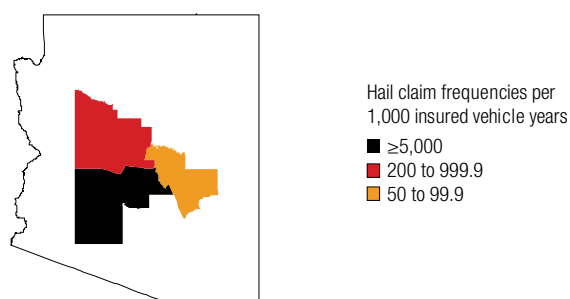 Hail claim frequencies per
1,000 insured vehicle years
≥5,000
200 to 999.9
50 to 99.9